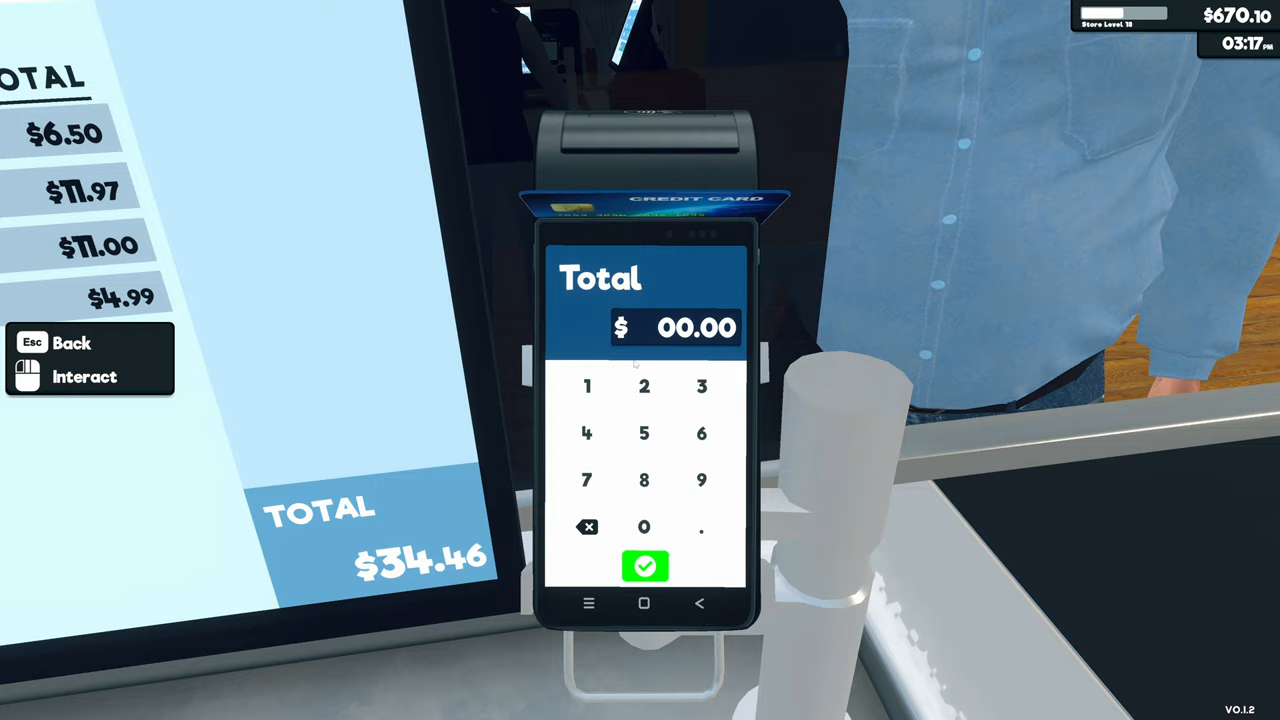 $670.10
Store Level 18
03:17PM
OTAL
$6.50
$11.97
$11.00
$4.99
Esc Back
Interact
TOTAL
$34.46
CREDIT CARD
Total
$ 00.00
1 2 3
4 5 6
7 8 9
0 .
V0.1.2